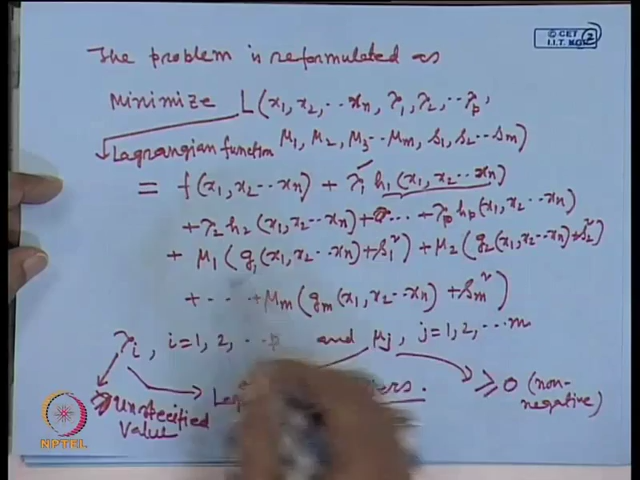 © CET
I.I.T. KGP
2
The problem is reformulated as
Minimize L(x₁, x₂, ··xₙ, λ₁, λ₂, ··λₚ,
Lagrangian function μ₁, μ₂, μ₃··μₘ, s₁, s₂··sₘ)
= f(x₁, x₂··xₙ) + λ₁ h₁(x₁, x₂··xₙ)
+ λ₂ h₂(x₁, x₂··xₙ) + ··· + λₚ hₚ(x₁, x₂··xₙ)
+ μ₁(g₁(x₁, x₂··xₙ) + s₁²) + μ₂(g₂(x₁, x₂··xₙ) + s₂²)
+ ··· + μₘ(gₘ(x₁, x₂··xₙ) + sₘ²)
λᵢ, i=1, 2, ··p and μⱼ, j=1, 2, ···m
≥ 0 (non-negative)
Unspecified value
NPTEL